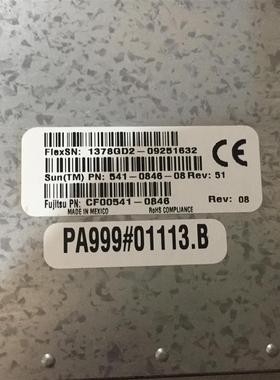 FlexSN: 1378GD2-09251632
Sun(TM) PN: 541-0846-08 Rev: 51
Fujitsu PN: CF00541-0846 Rev: 08
MADE IN MEXICO RoHS COMPLIANCE
CE
PA999#01113.B